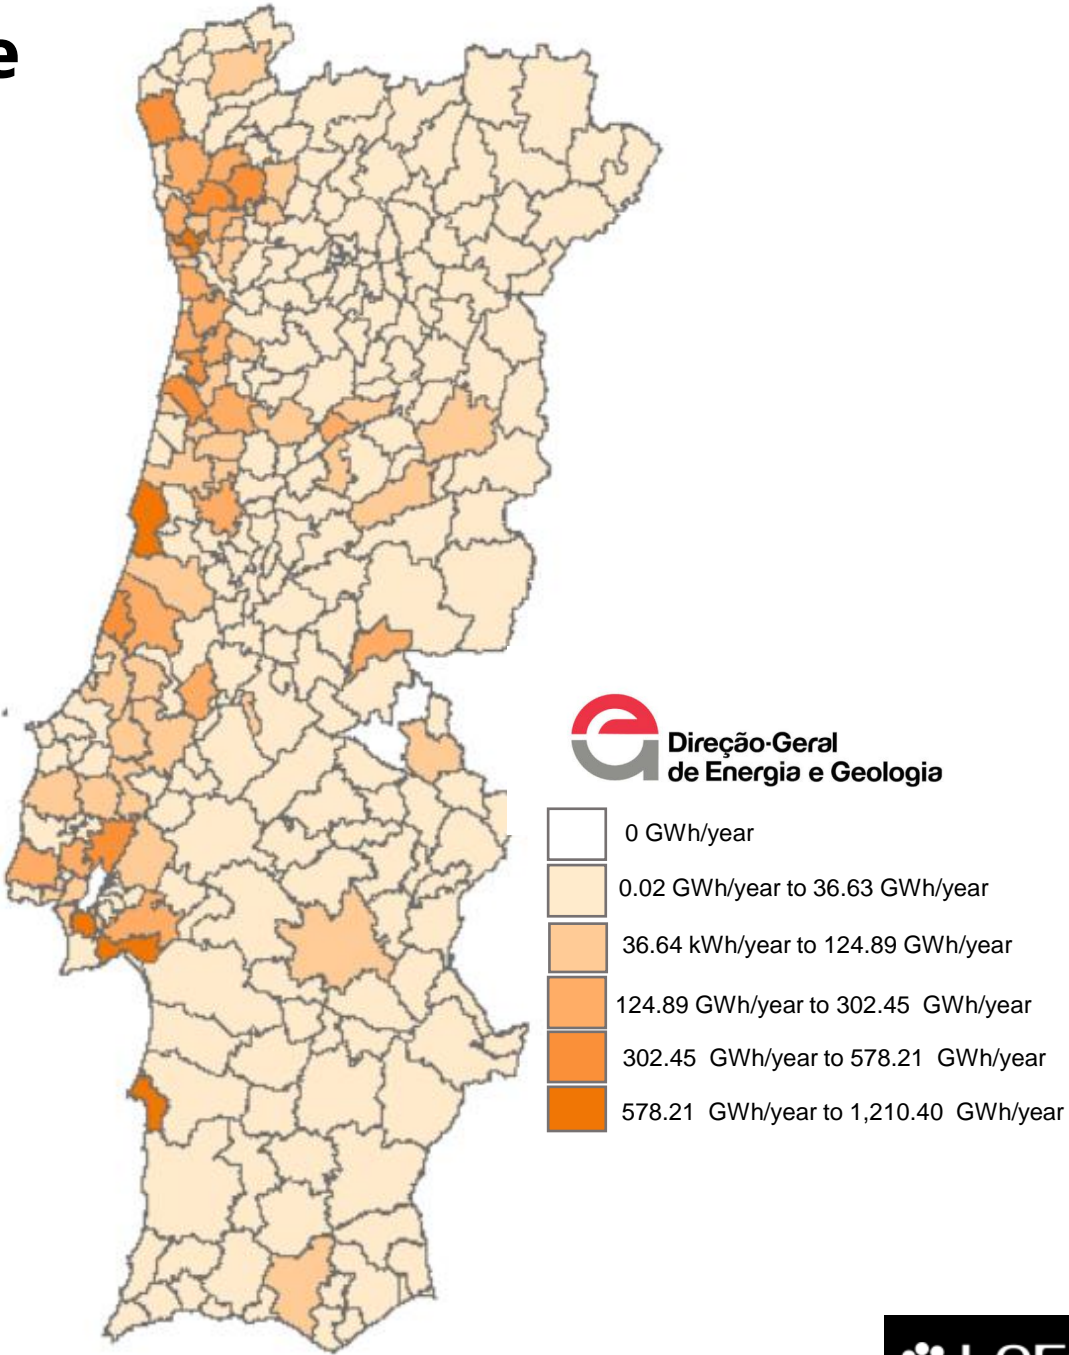 e
Direção-Geral
de Energia e Geologia
0 GWh/year
0.02 GWh/year to 36.63 GWh/year
36.64 kWh/year to 124.89 GWh/year
124.89 GWh/year to 302.45 GWh/year
302.45 GWh/year to 578.21 GWh/year
578.21 GWh/year to 1,210.40 GWh/year